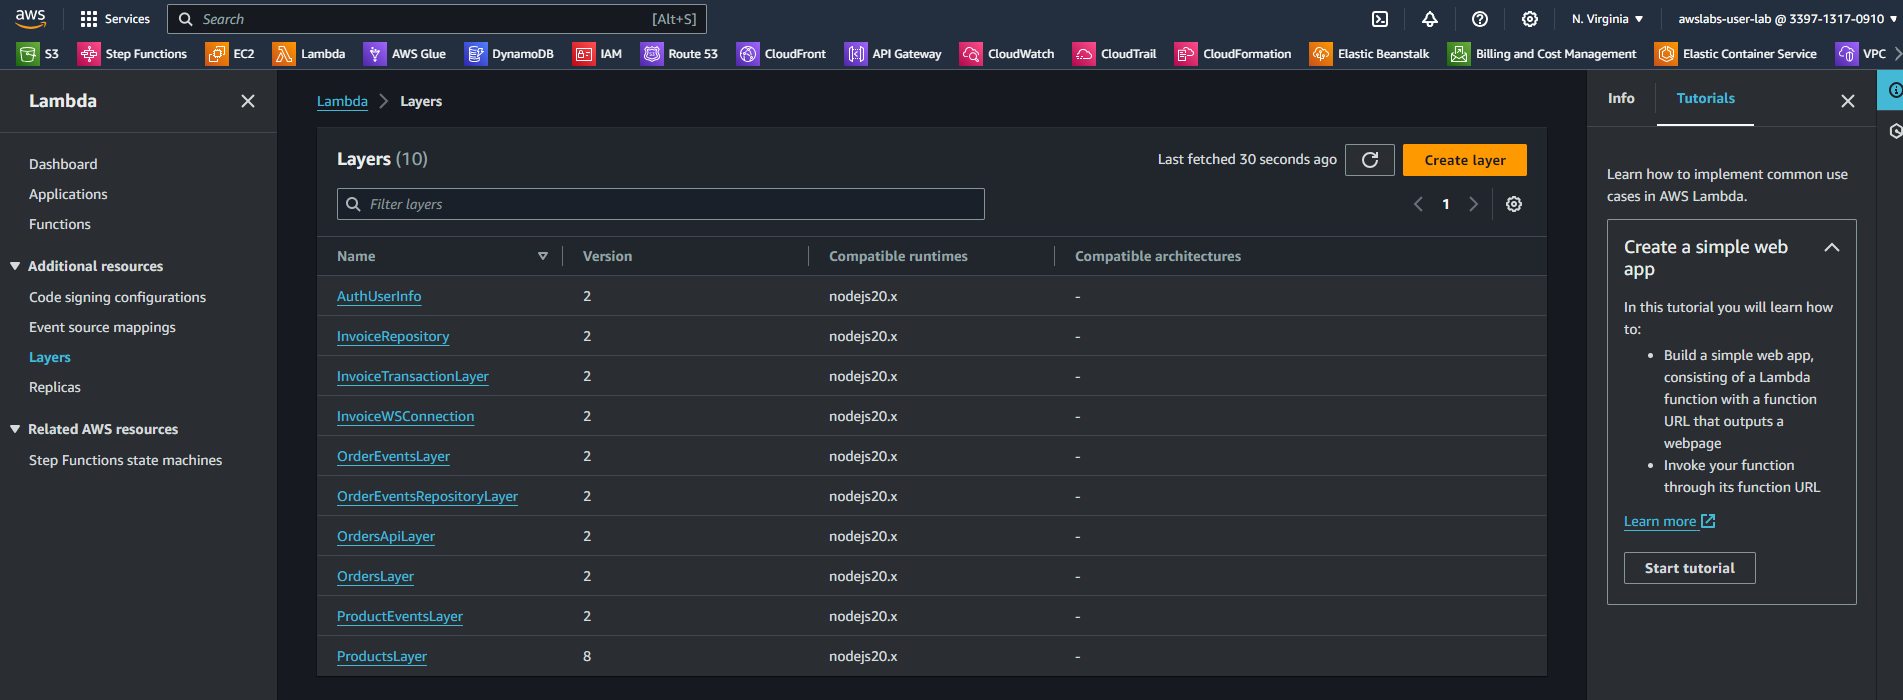 aws
Services
Search
[Alt+S]
N. Virginia
awslabs-user-lab @ 3397-1317-0910
S3
Step Functions
EC2
Lambda
AWS Glue
DynamoDB
IAM
Route 53
CloudFront
API Gateway
CloudWatch
CloudTrail
CloudFormation
Elastic Beanstalk
Billing and Cost Management
Elastic Container Service
VPC
Lambda
Dashboard
Applications
Functions
Additional resources
Code signing configurations
Event source mappings
Layers
Replicas
Related AWS resources
Step Functions state machines
Lambda > Layers
Layers (10)
Last fetched 30 seconds ago
Create layer
Filter layers
1
Name Version Compatible runtimes Compatible architectures
AuthUserInfo 2 nodejs20.x -
InvoiceRepository 2 nodejs20.x -
InvoiceTransactionLayer 2 nodejs20.x -
InvoiceWSConnection 2 nodejs20.x -
OrderEventsLayer 2 nodejs20.x -
OrderEventsRepositoryLayer 2 nodejs20.x -
OrdersApiLayer 2 nodejs20.x -
OrdersLayer 2 nodejs20.x -
ProductEventsLayer 2 nodejs20.x -
ProductsLayer 8 nodejs20.x -
Info
Tutorials
Learn how to implement common use
cases in AWS Lambda.
Create a simple web
app
In this tutorial you will learn how
to:
• Build a simple web app,
consisting of a Lambda
function with a function
URL that outputs a
webpage
• Invoke your function
through its function URL
Learn more
Start tutorial